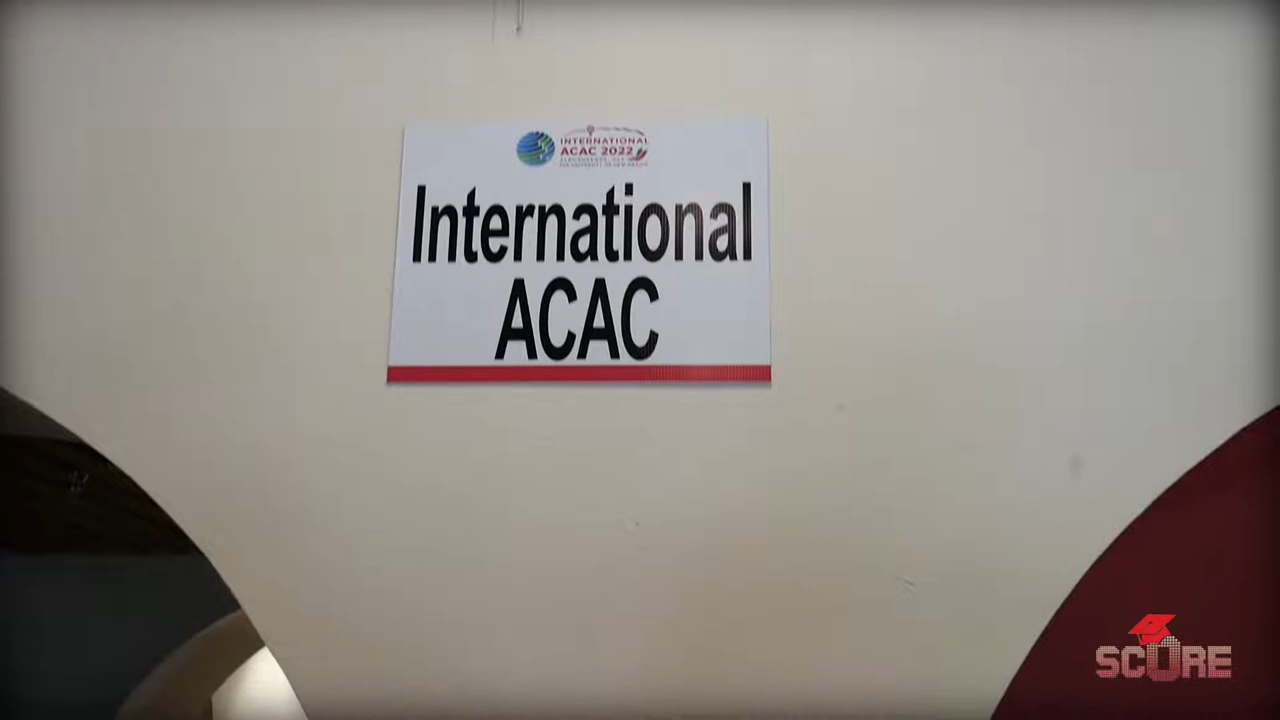 INTERNATIONAL
ACAC 2022
International
ACAC
SCORE